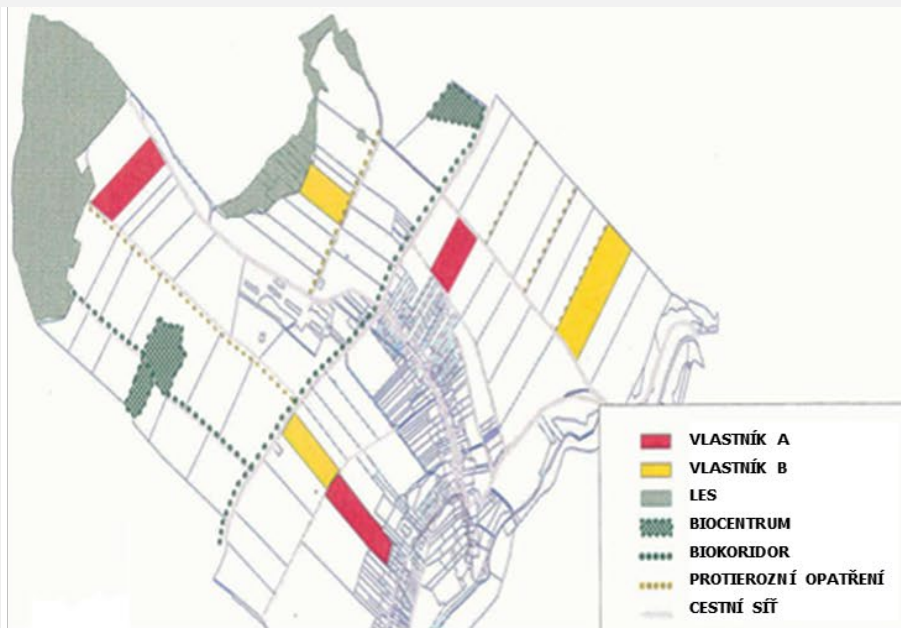 VLASTNÍK A
VLASTNÍK B
LES
BIOCENTRUM
BIOKORIDOR
PROTIEROZNÍ OPATŘENÍ
CESTNÍ SÍŤ